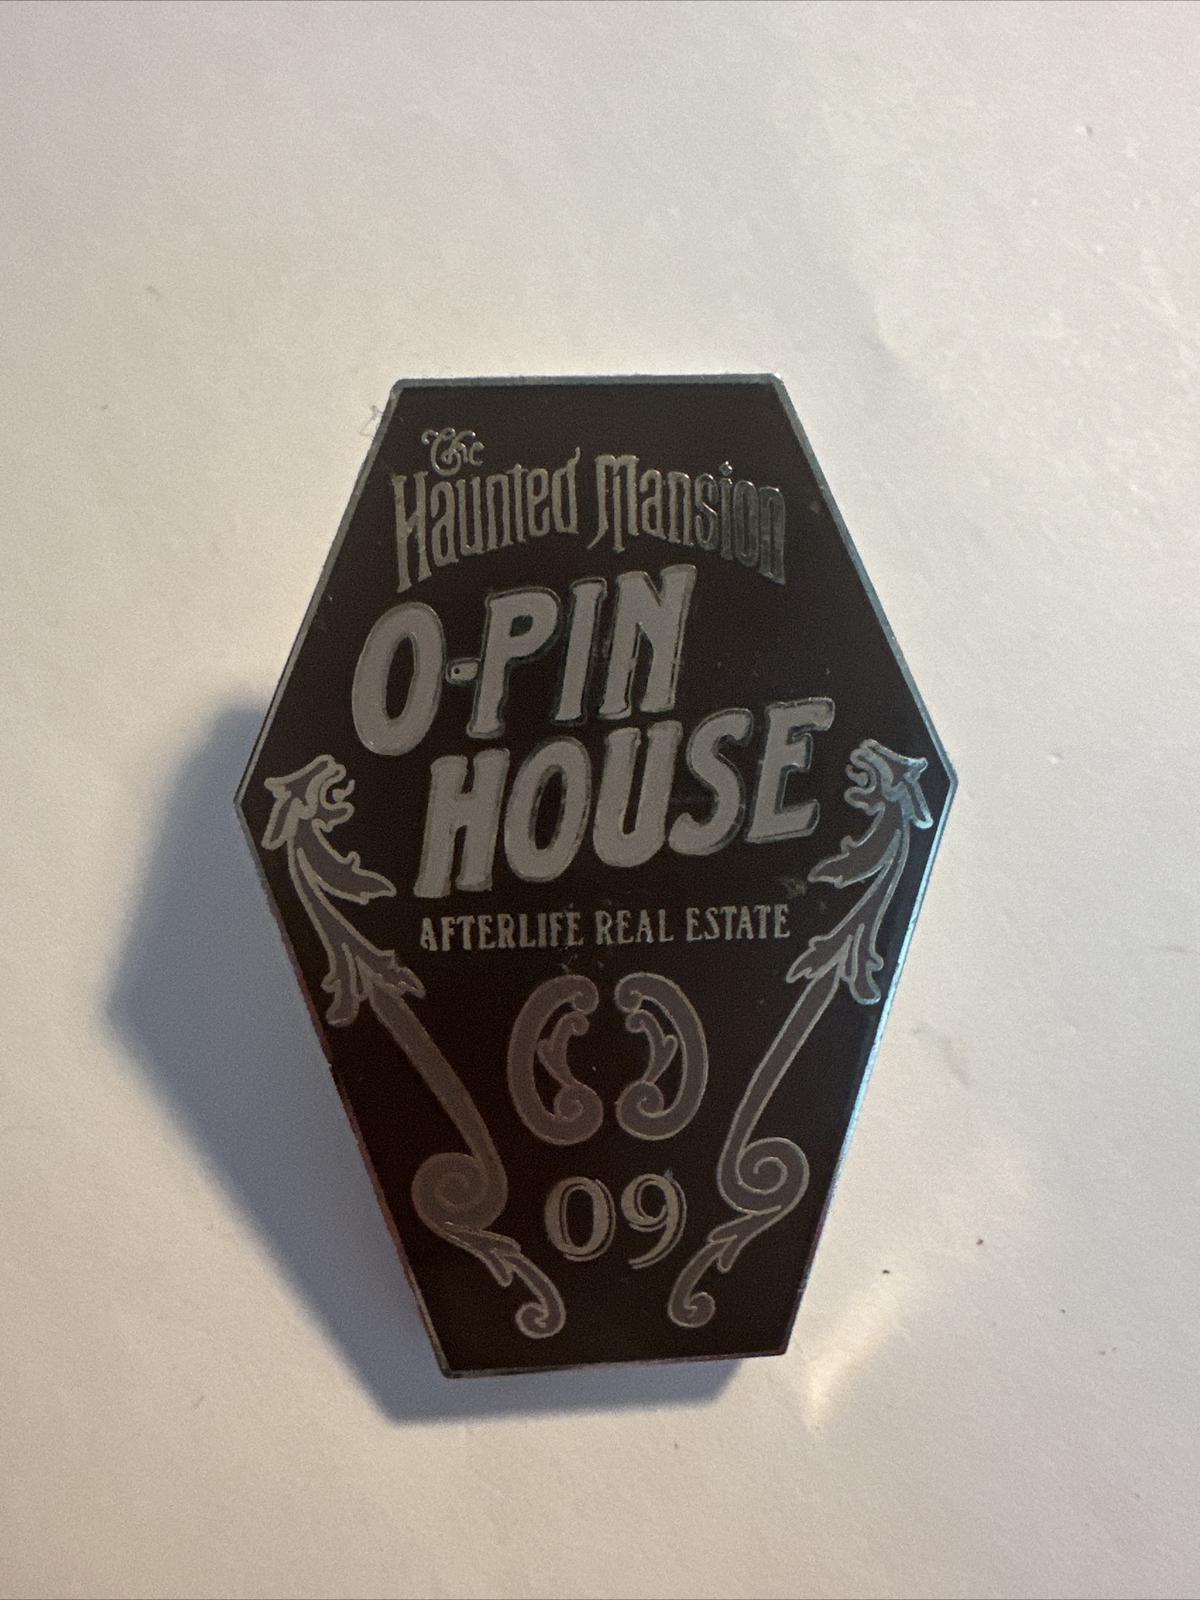 The
Haunted Mansion
O-PIN
HOUSE
AFTERLIFE REAL ESTATE
09